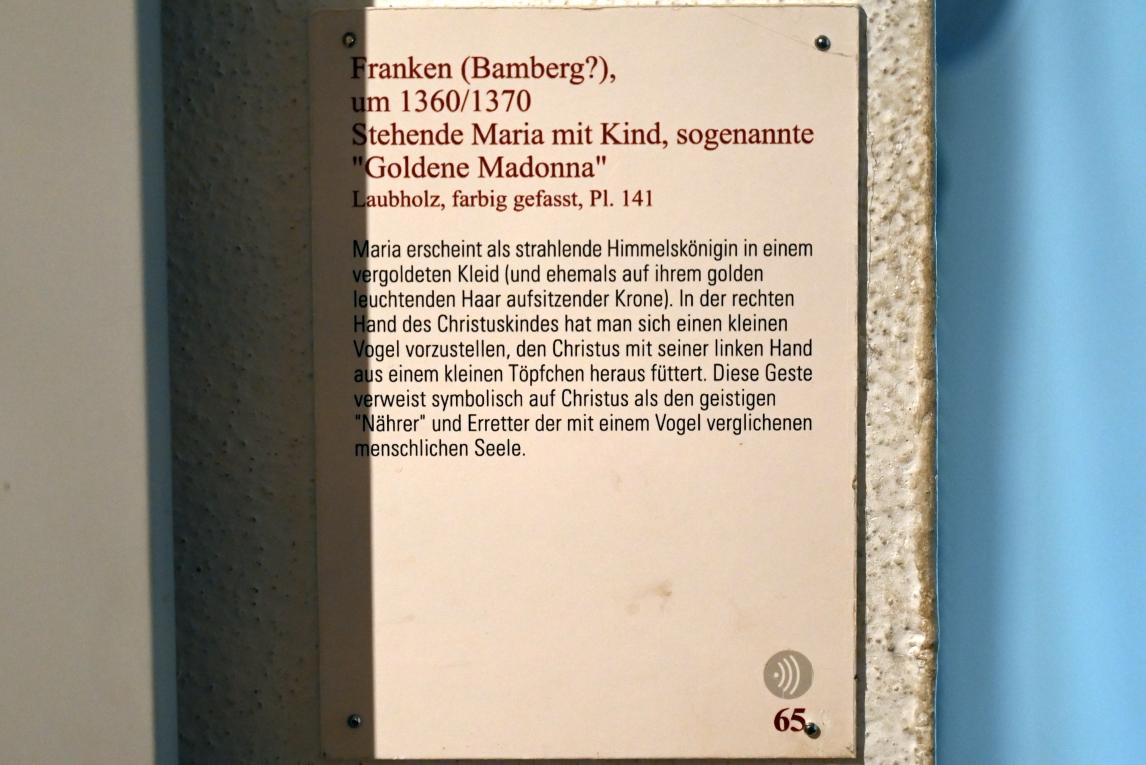 Franken (Bamberg?),
um 1360/1370
Stehende Maria mit Kind, sogenannte
"Goldene Madonna"
Laubholz, farbig gefasst, Pl. 141
Maria erscheint als strahlende Himmelskönigin in einem
vergoldeten Kleid (und ehemals auf ihrem golden
leuchtenden Haar aufsitzender Krone). In der rechten
Hand des Christuskindes hat man sich einen kleinen
Vogel vorzustellen, den Christus mit seiner linken Hand
aus einem kleinen Töpfchen heraus füttert. Diese Geste
verweist symbolisch auf Christus als den geistigen
"Nährer" und Erretter der mit einem Vogel verglichenen
menschlichen Seele.
65